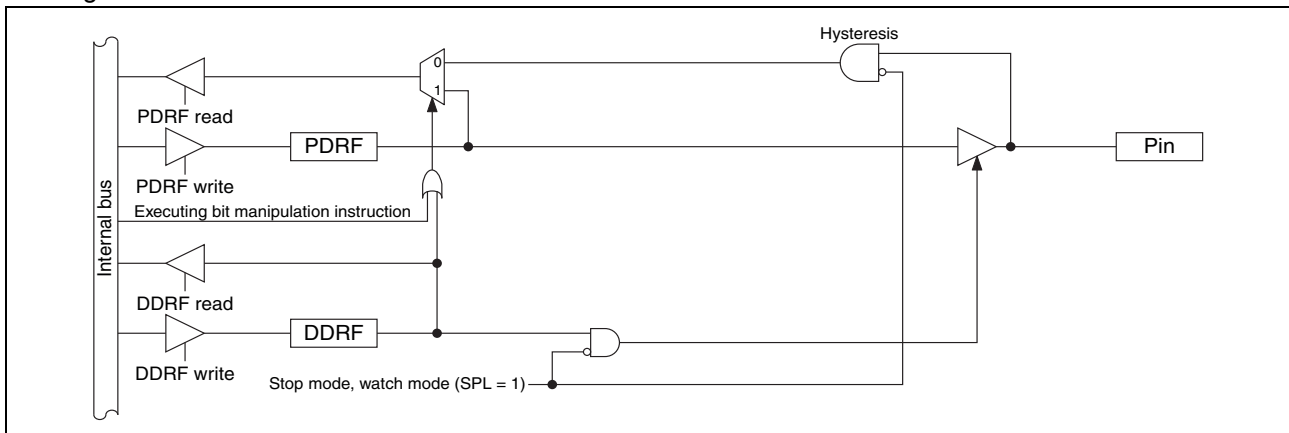 Hysteresis
0
1
PDRF read
PDRF
Pin
PDRF write
Executing bit manipulation instruction
Internal bus
DDRF read
DDRF
DDRF write
Stop mode, watch mode (SPL = 1)